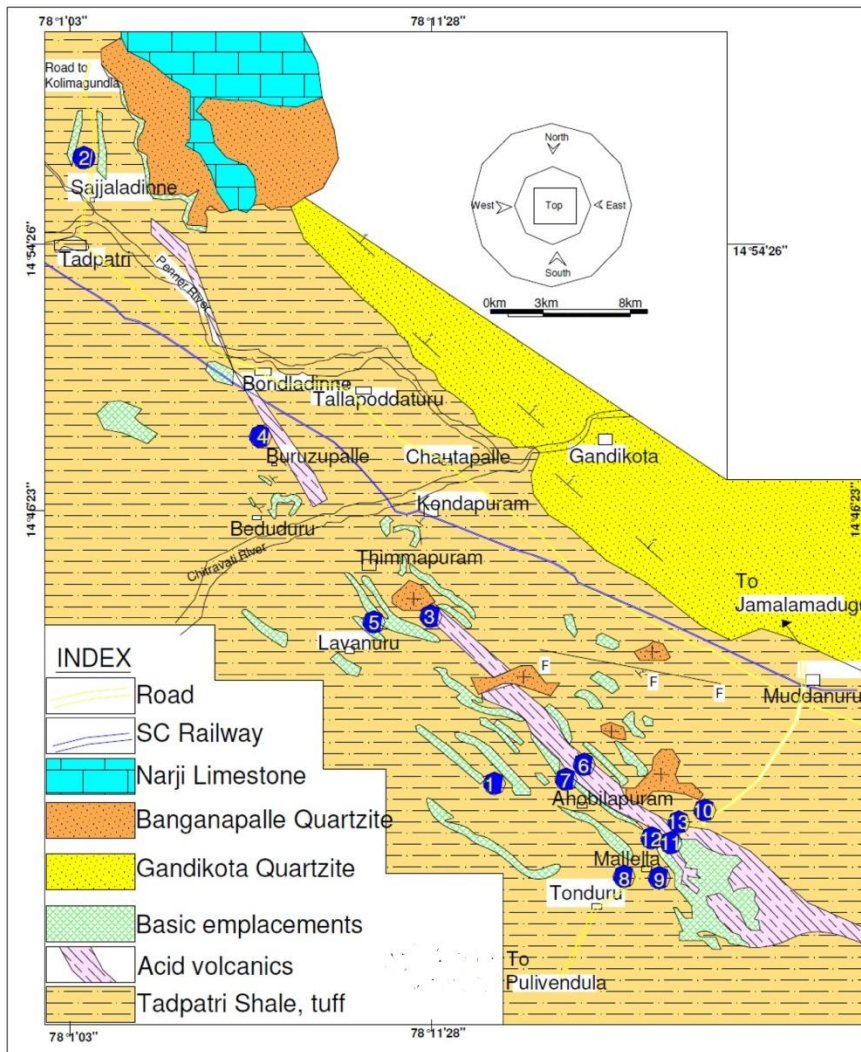 78°1'03"
78°11'28"
Road to
Kolimagundla
2
Sajjaladinne
14°54'26"
Tadpatri
Penner River
North
West
Top
East
South
14°54'26"
0km 3km 8km
Bondladinne
Tallapoddaturu
4
Buruzupalle
Chautapalle
Gandikota
14°46'23"
Beduduru
Kondapuram
14°46'23"
Chitravati River
Thimmapuram
To
Jamalamadugu
5
3
Lavanuru
F
F
F
Muddanuru
INDEX
Road
SC Railway
Narji Limestone
Banganapalle Quartzite
Gandikota Quartzite
Basic emplacements
Acid volcanics
Tadpatri Shale, tuff
6
1
7
Ahobilapuram
10
13
12
11
Mallella
8
9
Tonduru
To
Pulivendula
78°1'03"
78°11'28"